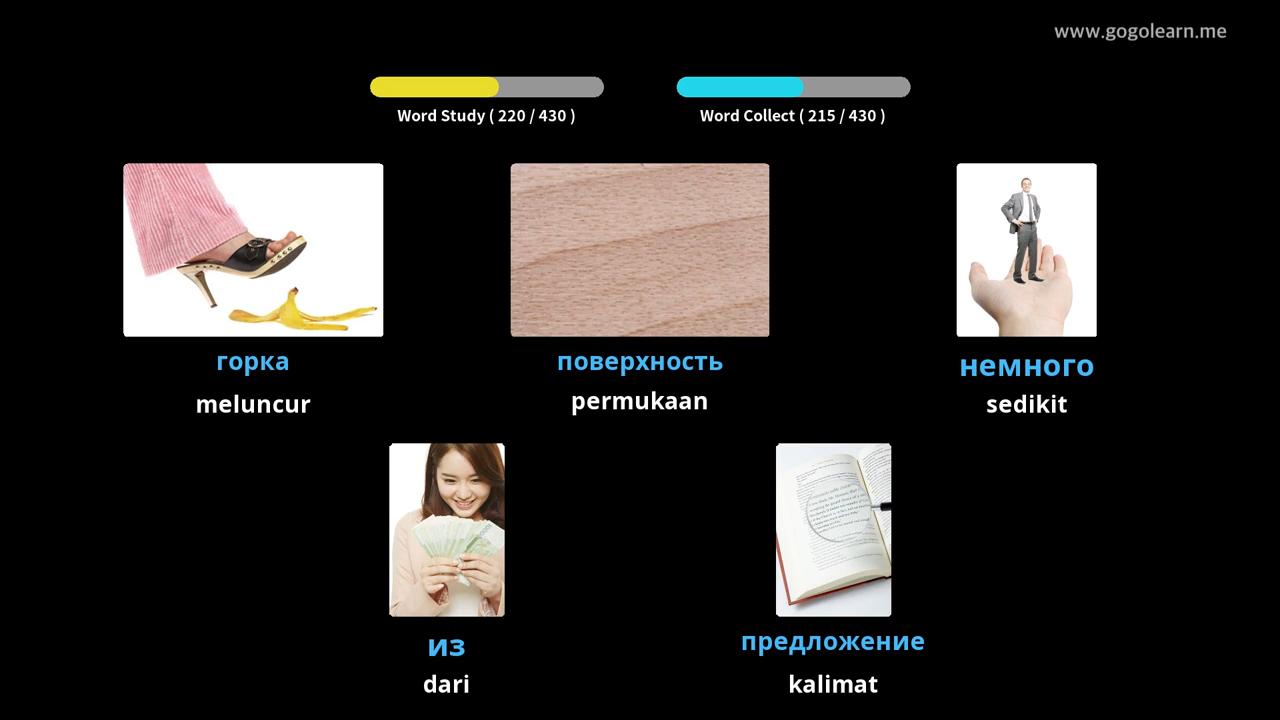 www.gogolearn.me
Word Study ( 220 / 430 )
Word Collect ( 215 / 430 )
горка
поверхность
немного
meluncur
permukaan
sedikit
из
предложение
dari
kalimat